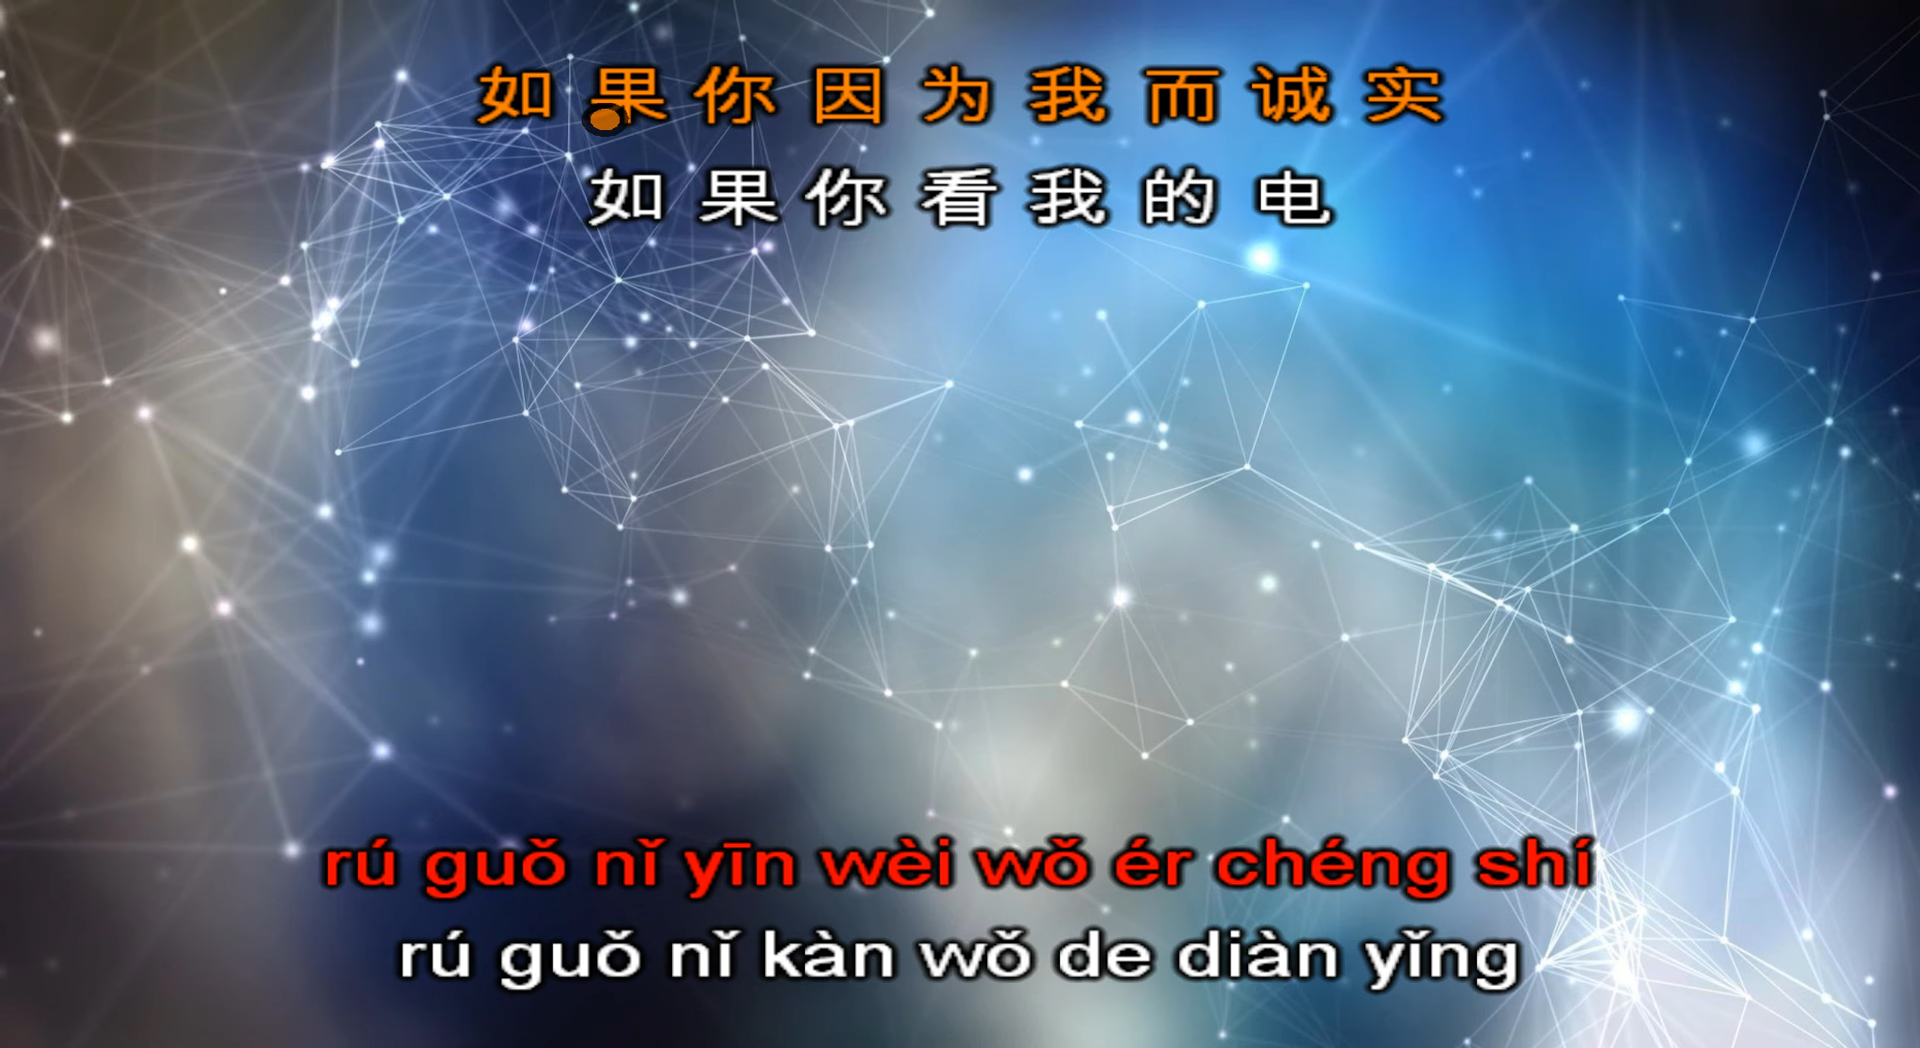 如果你因为我而诚实
如果你看我的电
rú guǒ nǐ yīn wèi wǒ ér chéng shí
rú guǒ nǐ kàn wǒ de diàn yǐng